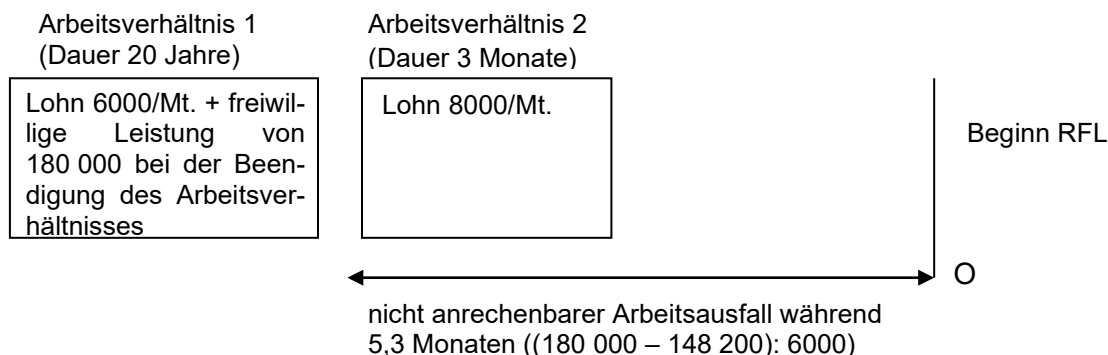 Arbeitsverhältnis 1
(Dauer 20 Jahre)
Arbeitsverhältnis 2
(Dauer 3 Monate)
Lohn 6000/Mt. + freiwil-
lige Leistung von
180 000 bei der Been-
digung des Arbeitsver-
hältnisses
Lohn 8000/Mt.
Beginn RFL
O
nicht anrechenbarer Arbeitsausfall während
5,3 Monaten ((180 000 – 148 200): 6000)